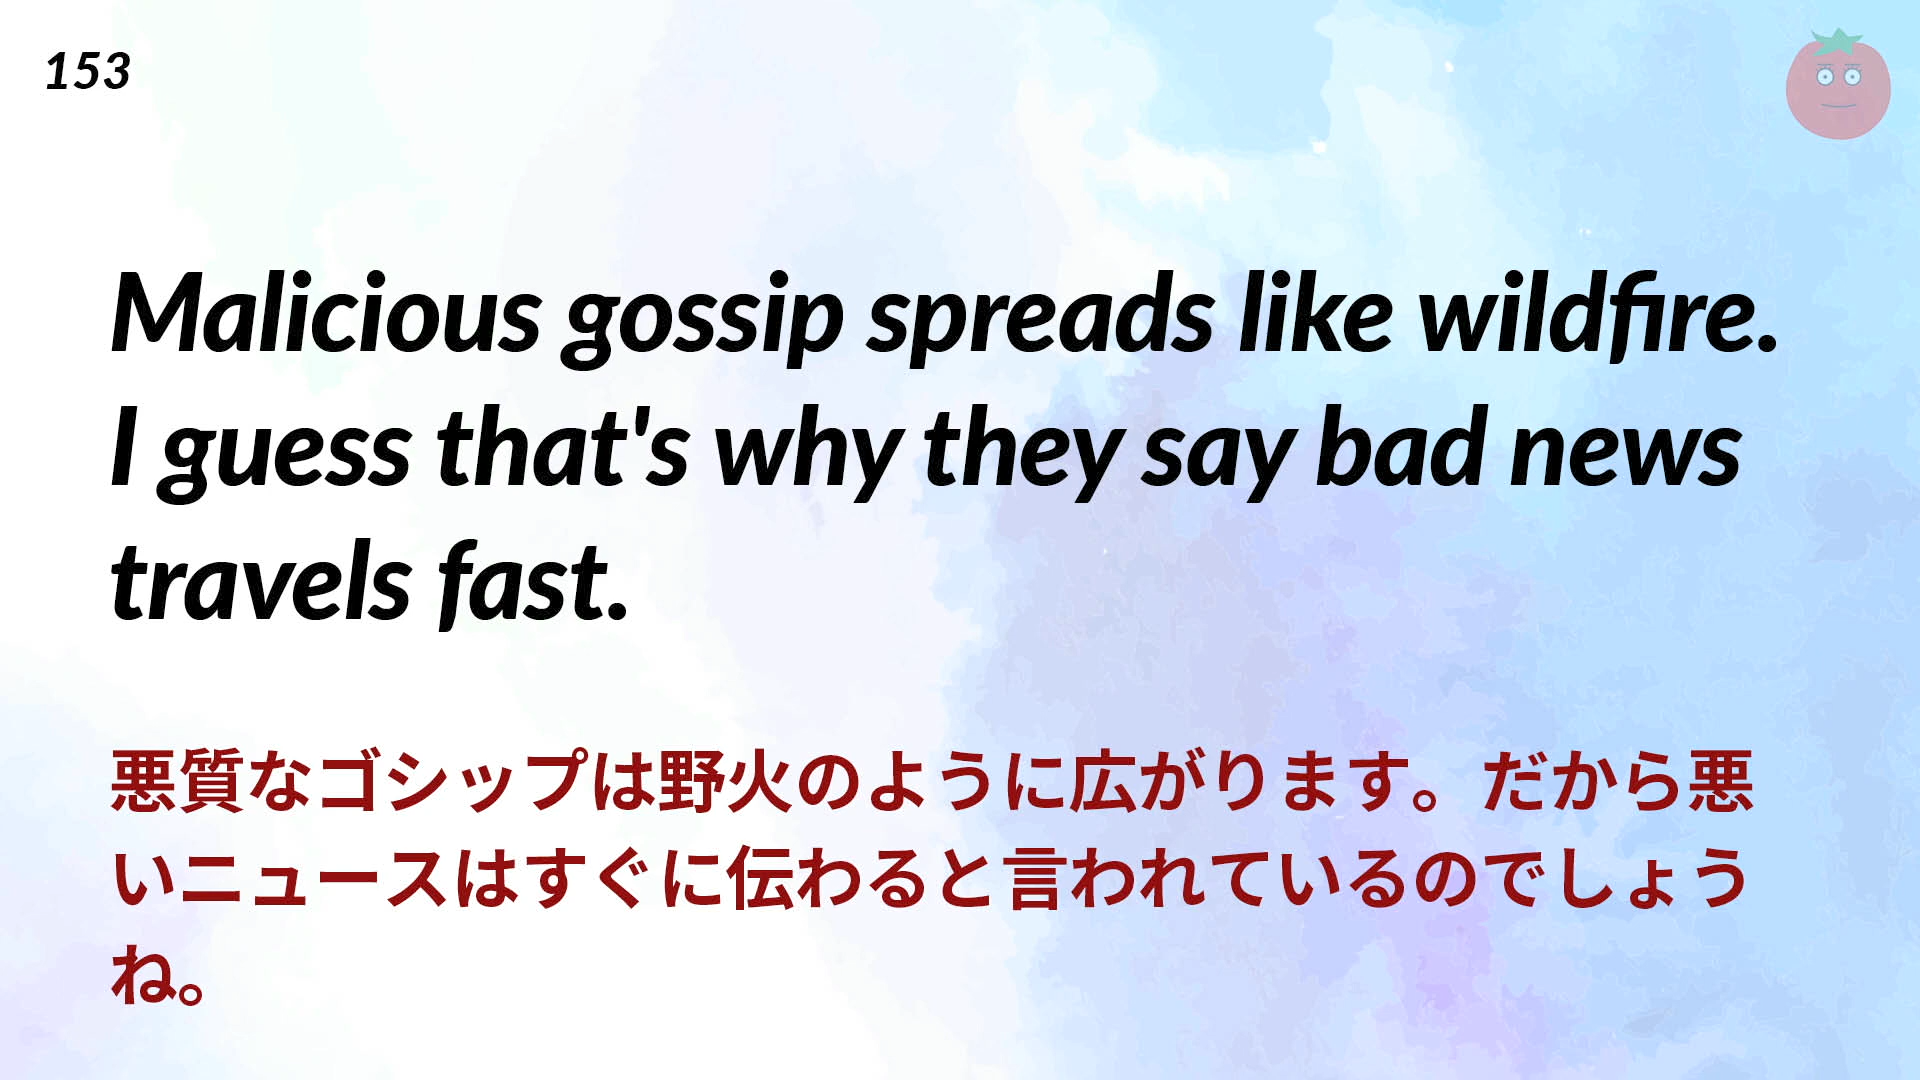 153
Malicious gossip spreads like wildfire.
I guess that's why they say bad news
travels fast.
悪質なゴシップは野火のように広がります。だから悪
いニュースはすぐに伝わると言われているのでしょう
ね。